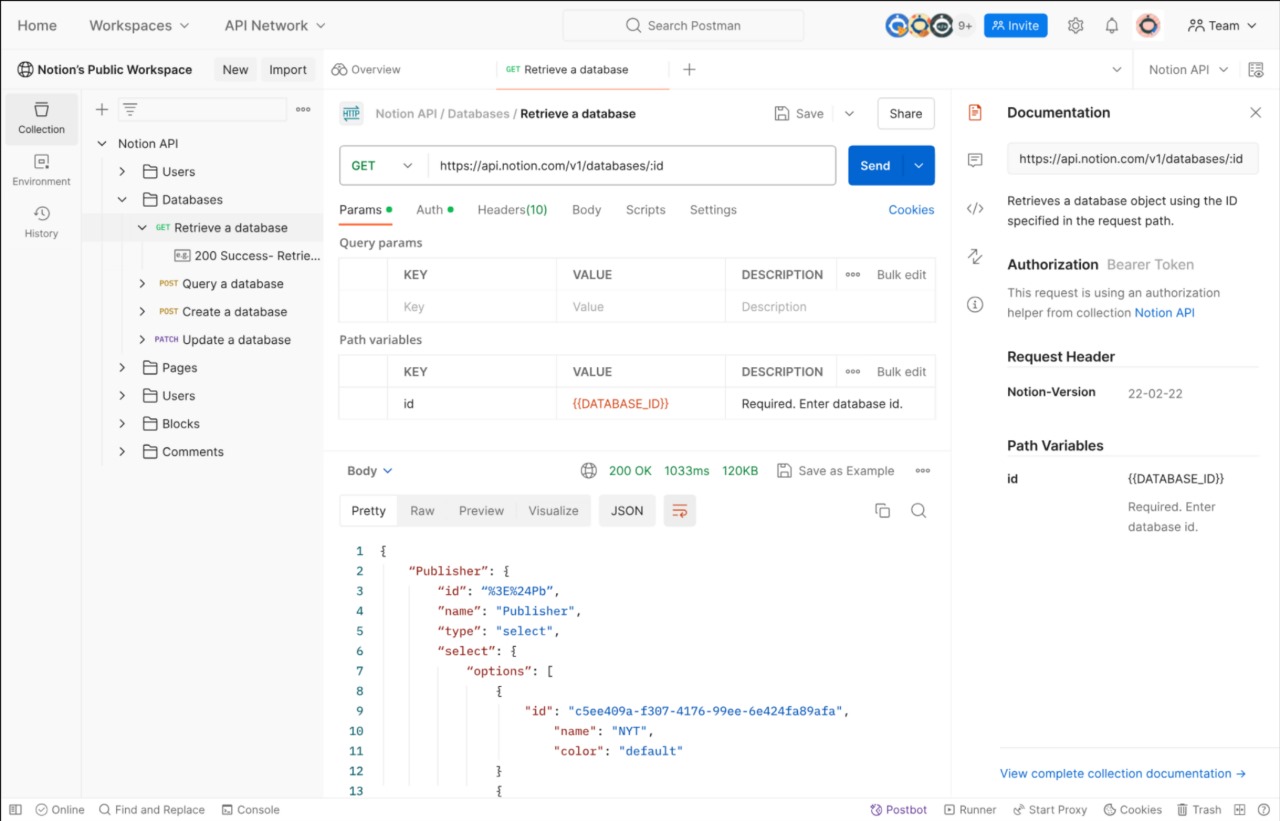 Home Workspaces API Network Search Postman 9+ Invite Team
Notion's Public Workspace New Import Overview GET Retrieve a database Notion API
Collection
Environment
History
Notion API
Users
Databases
GET Retrieve a database
e.g. 200 Success- Retrie...
POST Query a database
POST Create a database
PATCH Update a database
Pages
Users
Blocks
Comments
HTTP Notion API / Databases / Retrieve a database Save Share
GET https://api.notion.com/v1/databases/:id Send
Params Auth Headers(10) Body Scripts Settings Cookies
Query params
KEY VALUE DESCRIPTION Bulk edit
Key Value Description
Path variables
KEY VALUE DESCRIPTION Bulk edit
id {{DATABASE_ID}} Required. Enter database id.
Body 200 OK 1033ms 120KB Save as Example
Pretty Raw Preview Visualize JSON
1 {
2 “Publisher”: {
3 “id”: “%3E%24Pb”,
4 ”name”: "Publisher",
5 “type”: "select",
6 “select”: {
7 “options”: [
8 {
9 "id": "c5ee409a-f307-4176-99ee-6e424fa89afa",
10 "name": "NYT",
11 "color": "default"
12 }
13 {
Documentation
https://api.notion.com/v1/databases/:id
Retrieves a database object using the ID
specified in the request path.
Authorization Bearer Token
This request is using an authorization
helper from collection Notion API
Request Header
Notion-Version 22-02-22
Path Variables
id {{DATABASE_ID}}
Required. Enter
database id.
View complete collection documentation →
Online Find and Replace Console Postbot Runner Start Proxy Cookies Trash